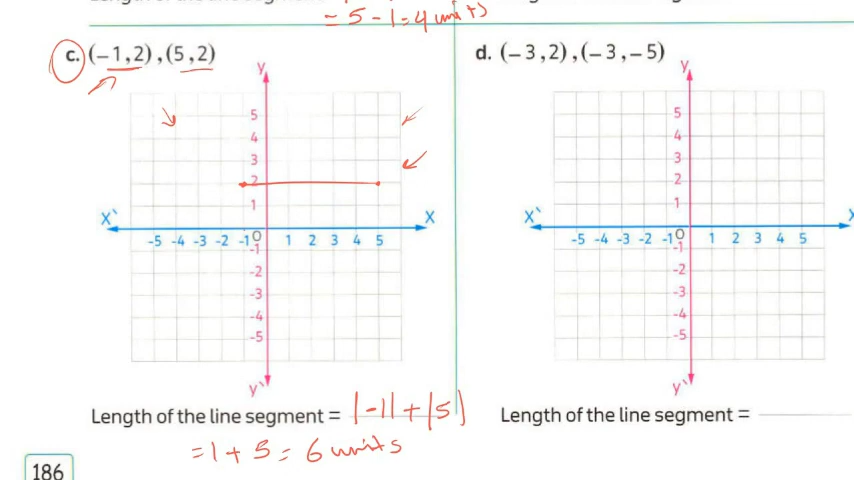 = 5 - 1 = 4 units
c. (-1,2) , (5,2)
d. (-3,2) , (-3,-5)
y
y
5
5
4
4
3
3
2
2
1
1
X` X
X` X
-5 -4 -3 -2 -1 O 1 2 3 4 5
-5 -4 -3 -2 -1 O 1 2 3 4 5
-1
-1
-2
-2
-3
-3
-4
-4
-5
-5
y`
y`
Length of the line segment = |-1| + |5|
Length of the line segment =
= 1 + 5 = 6 units
186